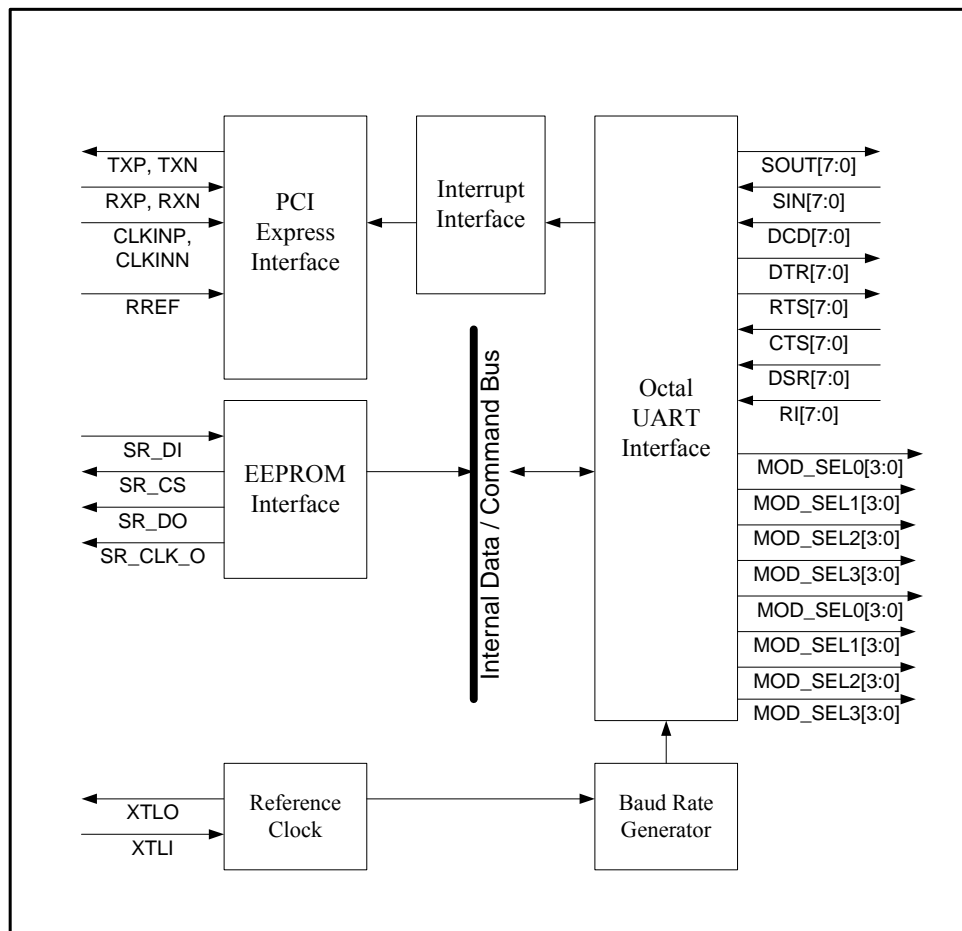 TXP, TXN
RXP, RXN
CLKINP,
CLKINN
RREF
PCI
Express
Interface
Interrupt
Interface
Octal
UART
Interface
SOUT[7:0]
SIN[7:0]
DCD[7:0]
DTR[7:0]
RTS[7:0]
CTS[7:0]
DSR[7:0]
RI[7:0]
MOD_SEL0[3:0]
MOD_SEL1[3:0]
MOD_SEL2[3:0]
MOD_SEL3[3:0]
MOD_SEL0[3:0]
MOD_SEL1[3:0]
MOD_SEL2[3:0]
MOD_SEL3[3:0]
SR_DI
SR_CS
SR_DO
SR_CLK_O
EEPROM
Interface
Internal Data / Command Bus
XTLO
XTLI
Reference
Clock
Baud Rate
Generator